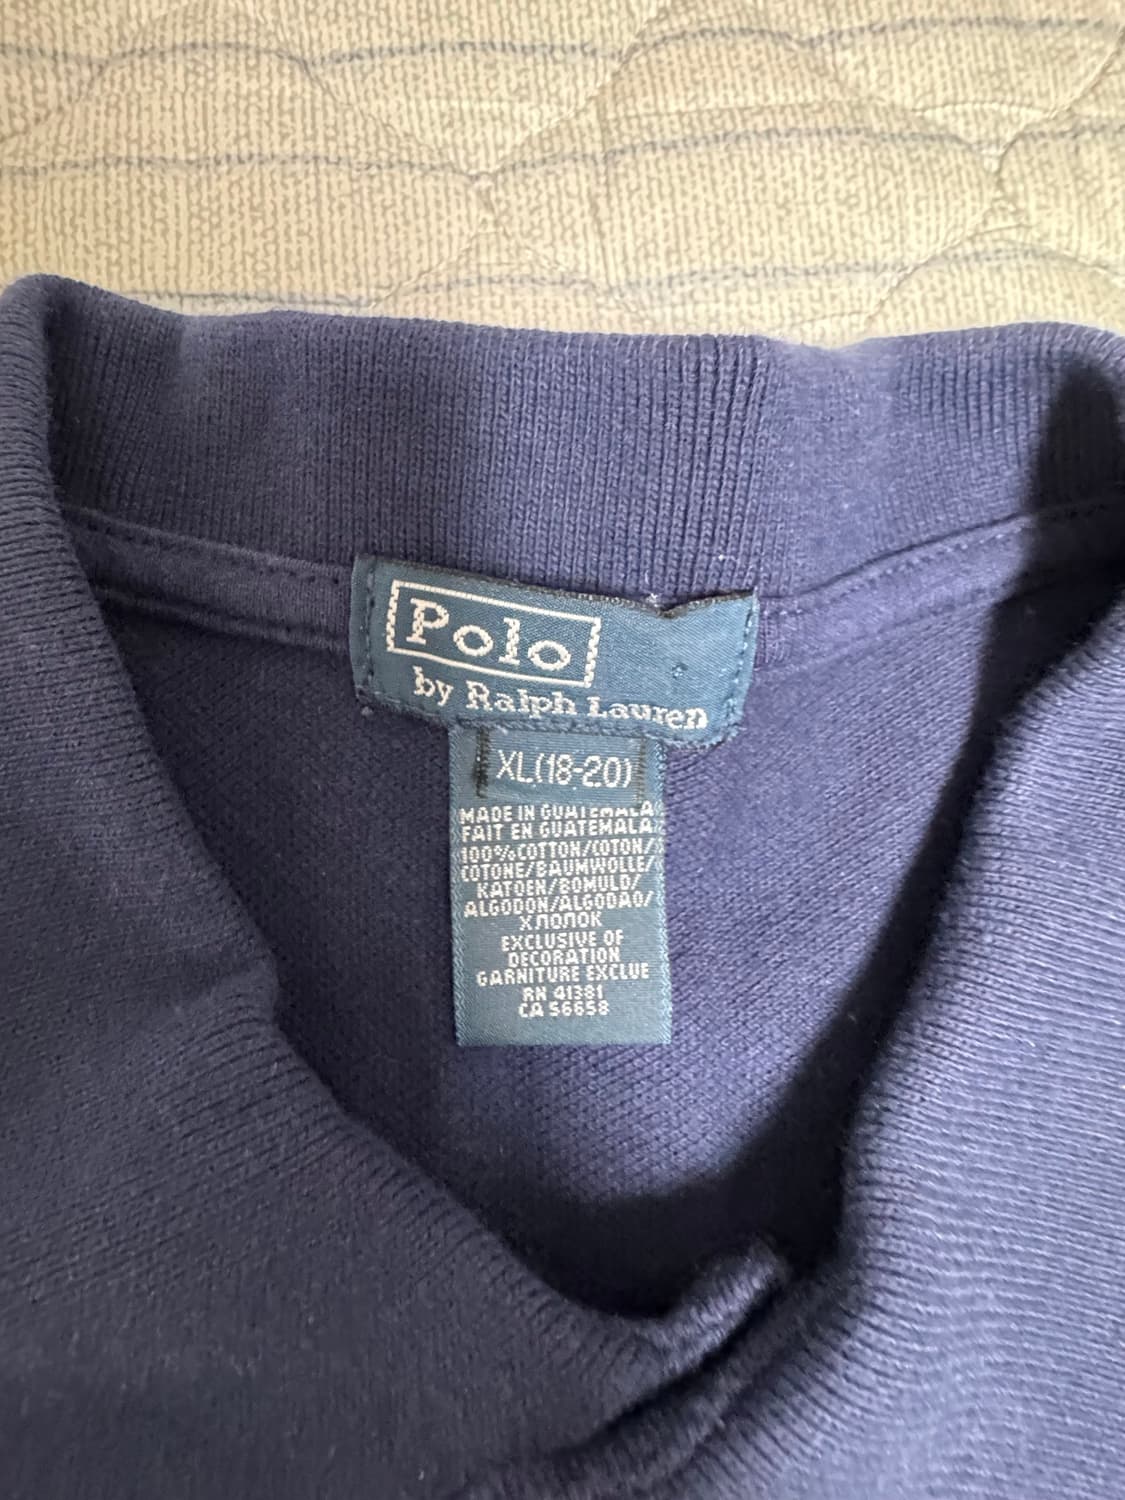 Polo
by Ralph Lauren
XL(18-20)
MADE IN GUATEMALA
FAIT EN GUATEMALA
100%COTTON/COTON/
COTONE/BAUMWOLLE/
KATOEN/BOMULD/
ALGODON/ALGODAO/
ХЛОПОК
EXCLUSIVE OF
DECORATION
GARNITURE EXCLUE
RN 41381
CA 56658